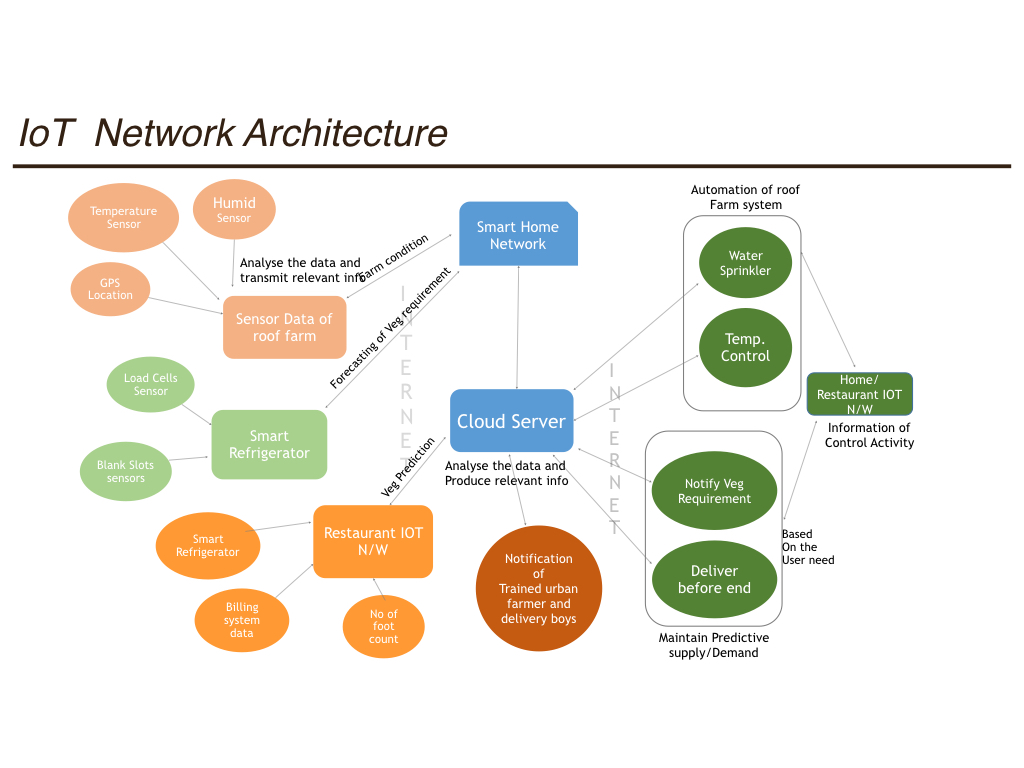 IoT  Network Architecture
Temperature
Sensor
Humid
Sensor
GPS
Location
Analyse the data and
transmit relevant info
Farm condition
Sensor Data of
roof farm
Smart Home
Network
Forecasting of Veg requirement
INTERNET
Load Cells
Sensor
Blank Slots
sensors
Smart
Refrigerator
Cloud Server
Analyse the data and
Produce relevant info
Veg Prediction
Smart
Refrigerator
Billing
system
data
No of
foot
count
Restaurant IOT
N/W
Notification
of
Trained urban
farmer and
delivery boys
INTERNET
Automation of roof
Farm system
Water
Sprinkler
Temp.
Control
Home/
Restaurant IOT
N/W
Information of
Control Activity
Notify Veg
Requirement
Deliver
before end
Based
On the
User need
Maintain Predictive
supply/Demand